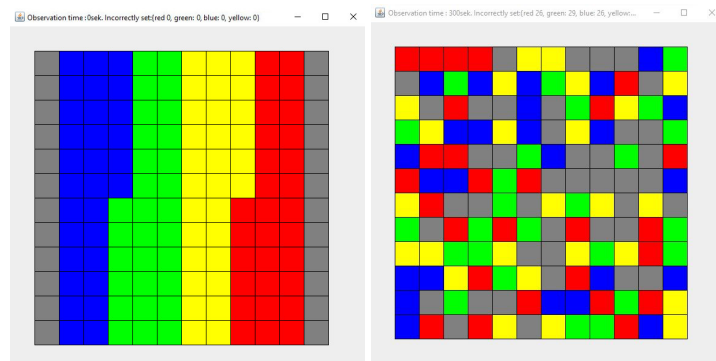 Observation time :0sek. Incorrectly set:{red 0, green: 0, blue: 0, yellow: 0}
Observation time : 300sek. Incorrectly set:{red 26, green: 29, blue: 26, yellow:...